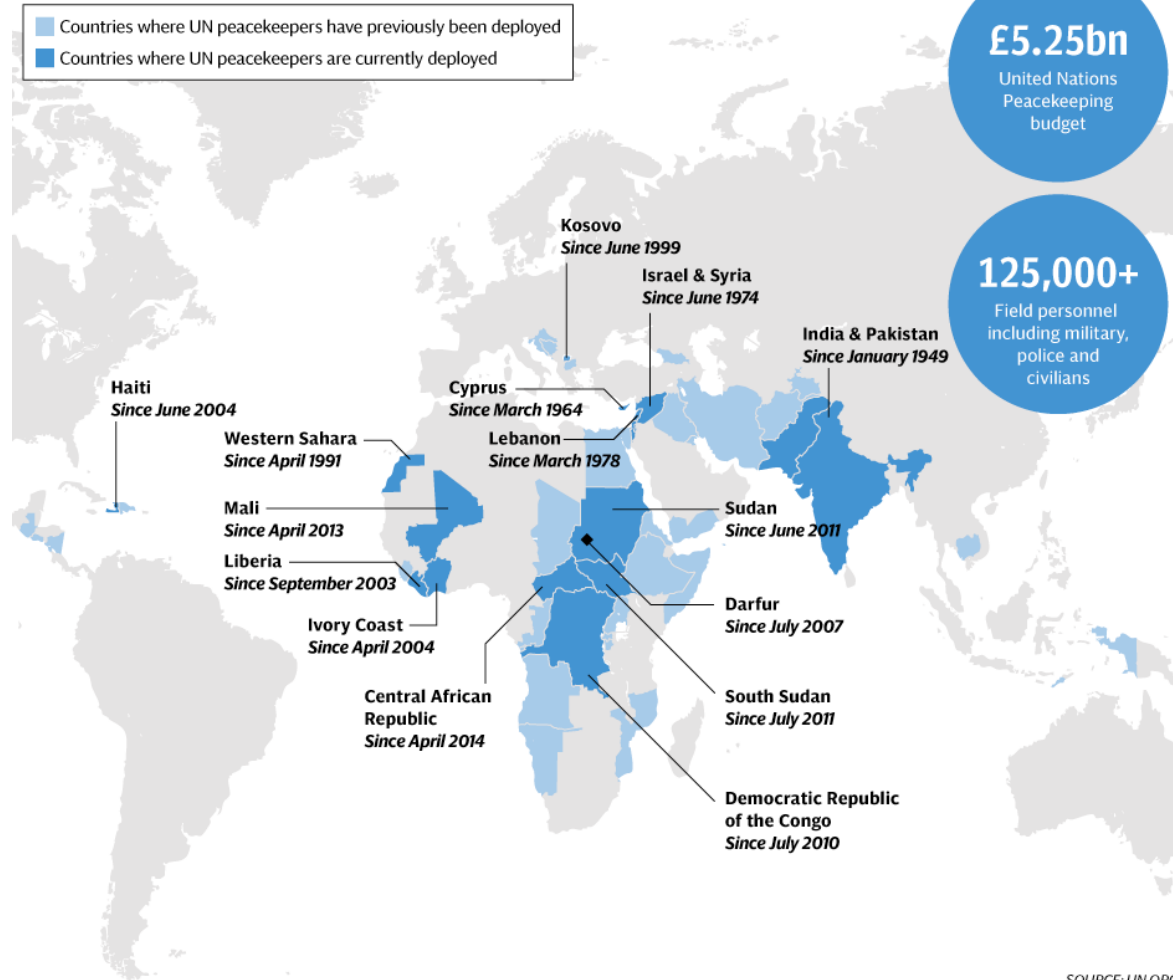 Countries where UN peacekeepers have previously been deployed
Countries where UN peacekeepers are currently deployed
£5.25bn
United Nations
Peacekeeping
budget
125,000+
Field personnel
including military,
police and
civilians
Kosovo
Since June 1999
Israel & Syria
Since June 1974
India & Pakistan
Since January 1949
Haiti
Since June 2004
Cyprus
Since March 1964
Western Sahara
Since April 1991
Lebanon
Since March 1978
Mali
Since April 2013
Sudan
Since June 2011
Liberia
Since September 2003
Darfur
Since July 2007
Ivory Coast
Since April 2004
Central African
Republic
Since April 2014
South Sudan
Since July 2011
Democratic Republic
of the Congo
Since July 2010
SOURCE: UN.ORG